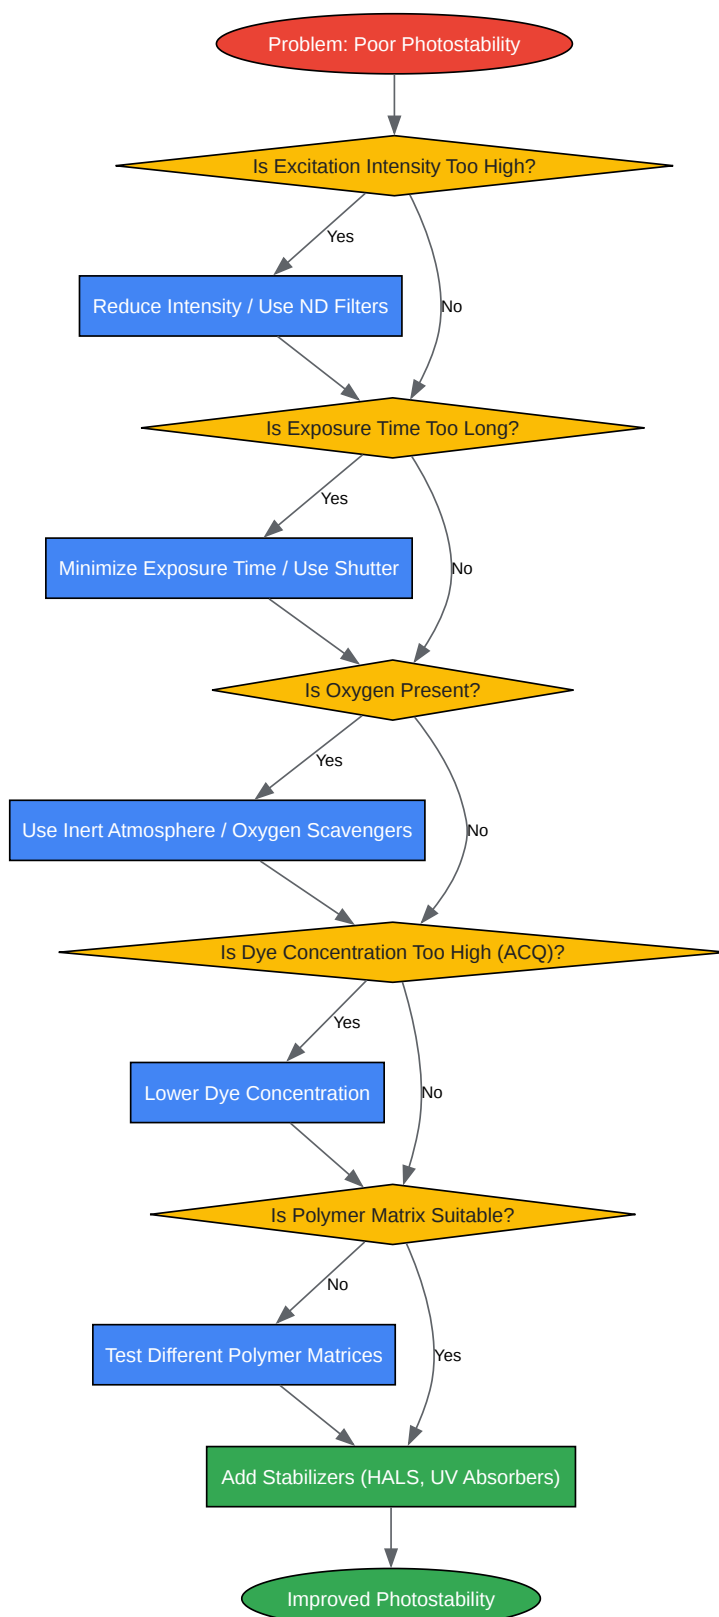 Problem: Poor Photostability
Is Excitation Intensity Too High?
Yes
Reduce Intensity / Use ND Filters
No
Is Exposure Time Too Long?
Yes
Minimize Exposure Time / Use Shutter
No
Is Oxygen Present?
Yes
Use Inert Atmosphere / Oxygen Scavengers
No
Is Dye Concentration Too High (ACQ)?
Yes
Lower Dye Concentration
No
Is Polymer Matrix Suitable?
No
Test Different Polymer Matrices
Yes
Add Stabilizers (HALS, UV Absorbers)
Improved Photostability